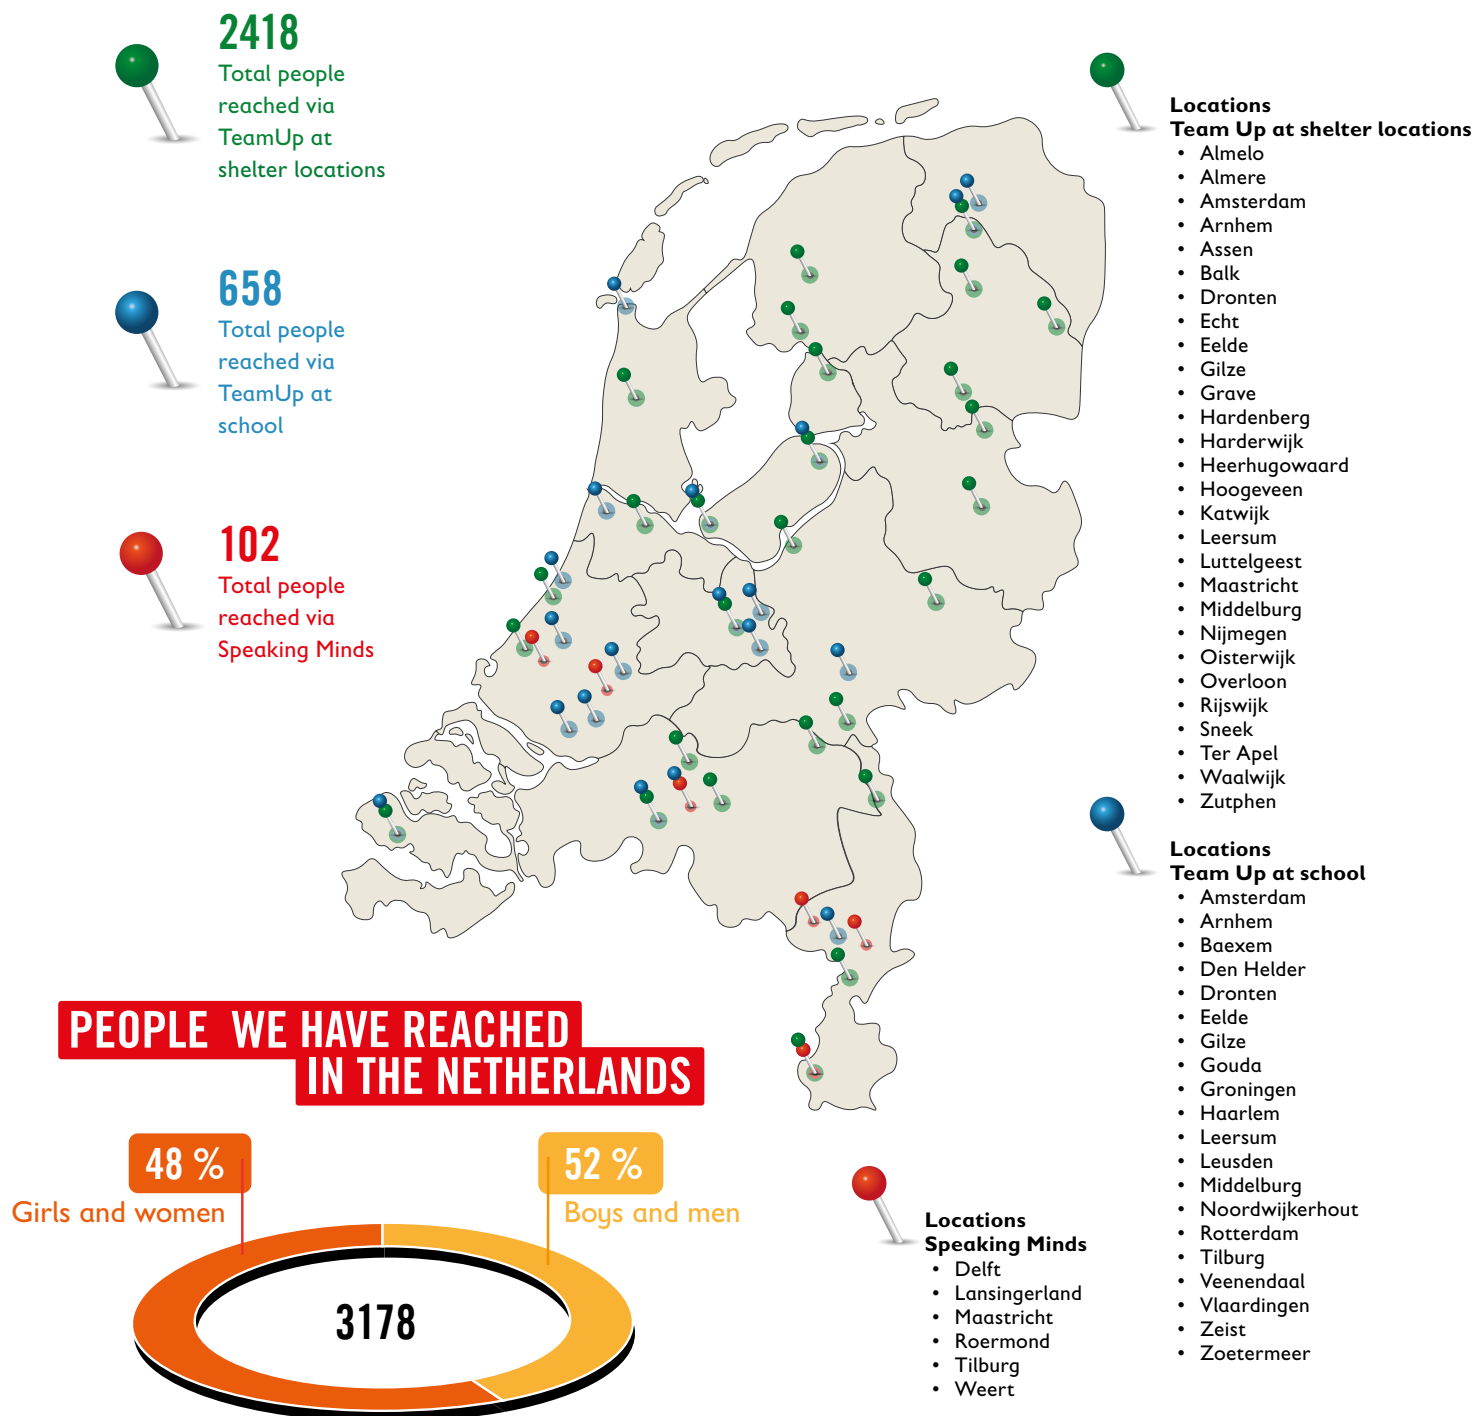 2418
Total people
reached via
TeamUp at
shelter locations
658
Total people
reached via
TeamUp at
school
102
Total people
reached via
Speaking Minds
Locations
Team Up at shelter locations
• Almelo
• Almere
• Amsterdam
• Arnhem
• Assen
• Balk
• Dronten
• Echt
• Eelde
• Gilze
• Grave
• Hardenberg
• Harderwijk
• Heerhugowaard
• Hoogeveen
• Katwijk
• Leersum
• Luttelgeest
• Maastricht
• Middelburg
• Nijmegen
• Oisterwijk
• Overloon
• Rijswijk
• Sneek
• Ter Apel
• Waalwijk
• Zutphen
Locations
Team Up at school
• Amsterdam
• Arnhem
• Baexem
• Den Helder
• Dronten
• Eelde
• Gilze
• Gouda
• Groningen
• Haarlem
• Leersum
• Leusden
• Middelburg
• Noordwijkerhout
• Rotterdam
• Tilburg
• Veenendaal
• Vlaardingen
• Zeist
• Zoetermeer
PEOPLE WE HAVE REACHED
IN THE NETHERLANDS
48 %
Girls and women
52 %
Boys and men
3178
Locations
Speaking Minds
• Delft
• Lansingerland
• Maastricht
• Roermond
• Tilburg
• Weert